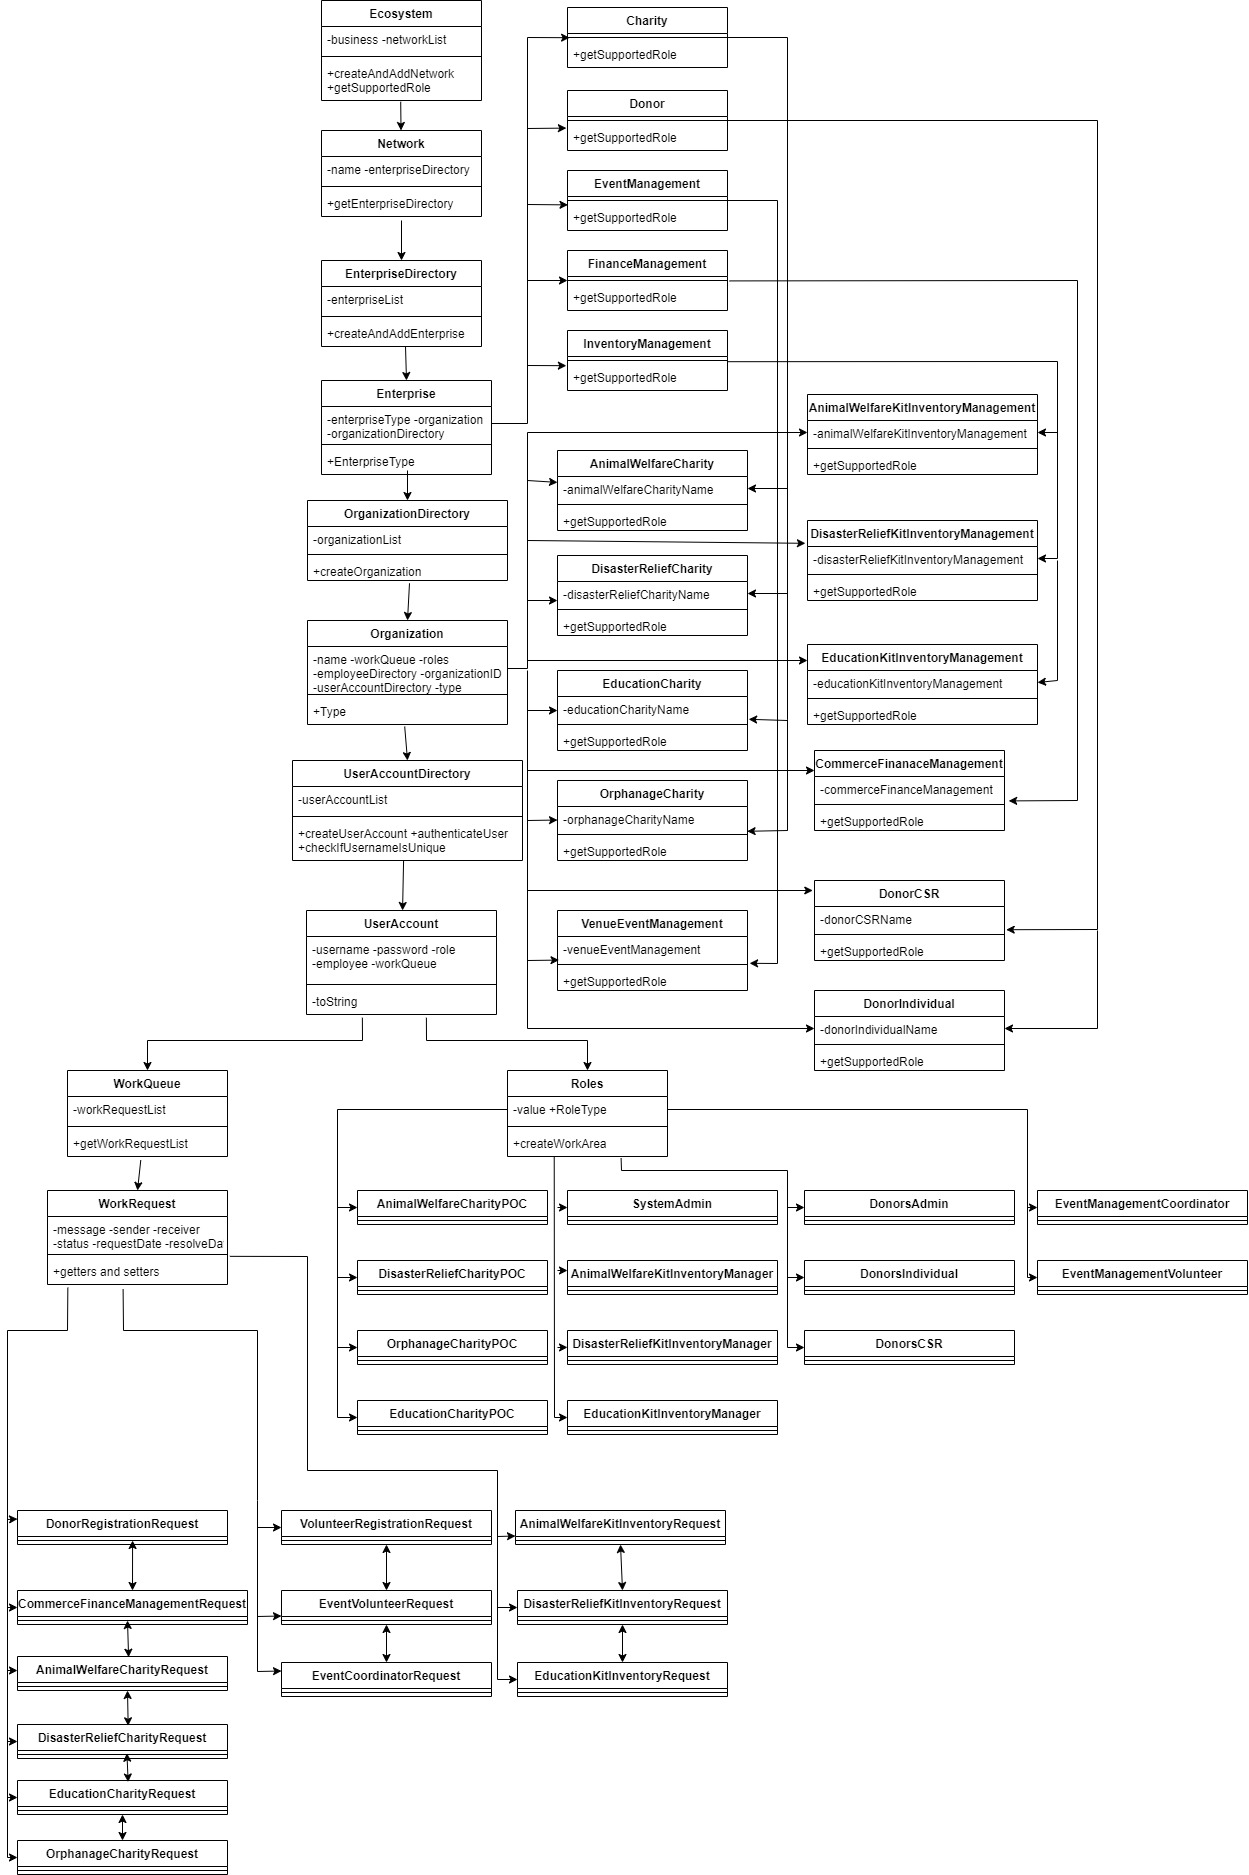 Ecosystem
-business -networkList
+createAndAddNetwork
+getSupportedRole
Network
-name -enterpriseDirectory
+getEnterpriseDirectory
EnterpriseDirectory
-enterpriseList
+createAndAddEnterprise
Enterprise
-enterpriseType -organization
-organizationDirectory
+EnterpriseType
OrganizationDirectory
-organizationList
+createOrganization
Organization
-name -workQueue -roles
-employeeDirectory -organizationID
-userAccountDirectory -type
+Type
UserAccountDirectory
-userAccountList
+createUserAccount +authenticateUser
+checkIfUsernameIsUnique
UserAccount
-username -password -role
-employee -workQueue
-toString
Charity
+getSupportedRole
Donor
+getSupportedRole
EventManagement
+getSupportedRole
FinanceManagement
+getSupportedRole
InventoryManagement
+getSupportedRole
AnimalWelfareCharity
-animalWelfareCharityName
+getSupportedRole
DisasterReliefCharity
-disasterReliefCharityName
+getSupportedRole
EducationCharity
-educationCharityName
+getSupportedRole
OrphanageCharity
-orphanageCharityName
+getSupportedRole
VenueEventManagement
-venueEventManagement
+getSupportedRole
AnimalWelfareKitInventoryManagement
-animalWelfareKitInventoryManagement
+getSupportedRole
DisasterReliefKitInventoryManagement
-disasterReliefKitInventoryManagement
+getSupportedRole
EducationKitInventoryManagement
-educationKitInventoryManagement
+getSupportedRole
CommerceFinanaceManagement
-commerceFinanceManagement
+getSupportedRole
DonorCSR
-donorCSRName
+getSupportedRole
DonorIndividual
-donorIndividualName
+getSupportedRole
WorkQueue
-workRequestList
+getWorkRequestList
WorkRequest
-message -sender -receiver
-status -requestDate -resolveDa
+getters and setters
Roles
-value +RoleType
+createWorkArea
AnimalWelfareCharityPOC
DisasterReliefCharityPOC
OrphanageCharityPOC
EducationCharityPOC
SystemAdmin
AnimalWelfareKitInventoryManager
DisasterReliefKitInventoryManager
EducationKitInventoryManager
DonorsAdmin
DonorsIndividual
DonorsCSR
EventManagementCoordinator
EventManagementVolunteer
DonorRegistrationRequest
CommerceFinanceManagementRequest
AnimalWelfareCharityRequest
DisasterReliefCharityRequest
EducationCharityRequest
OrphanageCharityRequest
VolunteerRegistrationRequest
EventVolunteerRequest
EventCoordinatorRequest
AnimalWelfareKitInventoryRequest
DisasterReliefKitInventoryRequest
EducationKitInventoryRequest